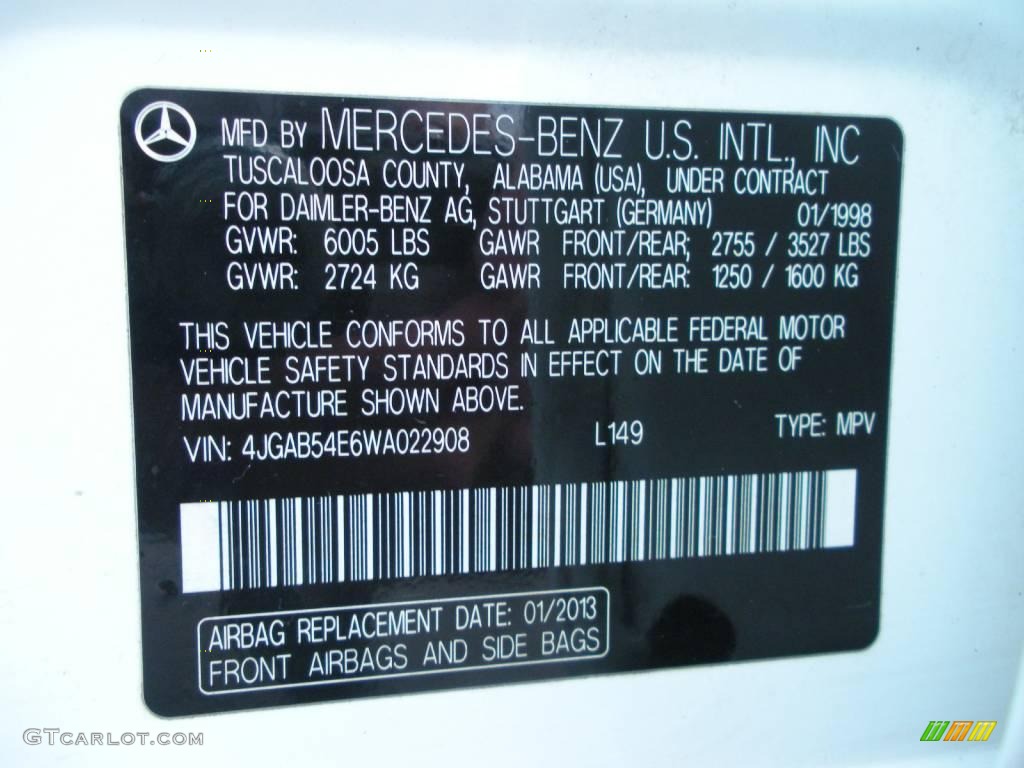 MFD BY MERCEDES-BENZ U.S. INTL., INC
TUSCALOOSA COUNTY, ALABAMA (USA), UNDER CONTRACT
FOR DAIMLER-BENZ AG, STUTTGART (GERMANY) 01/1998
GVWR: 6005 LBS GAWR FRONT/REAR; 2755 / 3527 LBS
GVWR: 2724 KG GAWR FRONT/REAR: 1250 / 1600 KG
THIS VEHICLE CONFORMS TO ALL APPLICABLE FEDERAL MOTOR
VEHICLE SAFETY STANDARDS IN EFFECT ON THE DATE OF
MANUFACTURE SHOWN ABOVE.
VIN: 4JGAB54E6WA022908 L149 TYPE: MPV
AIRBAG REPLACEMENT DATE: 01/2013
FRONT AIRBAGS AND SIDE BAGS
GTCARLOT.COM